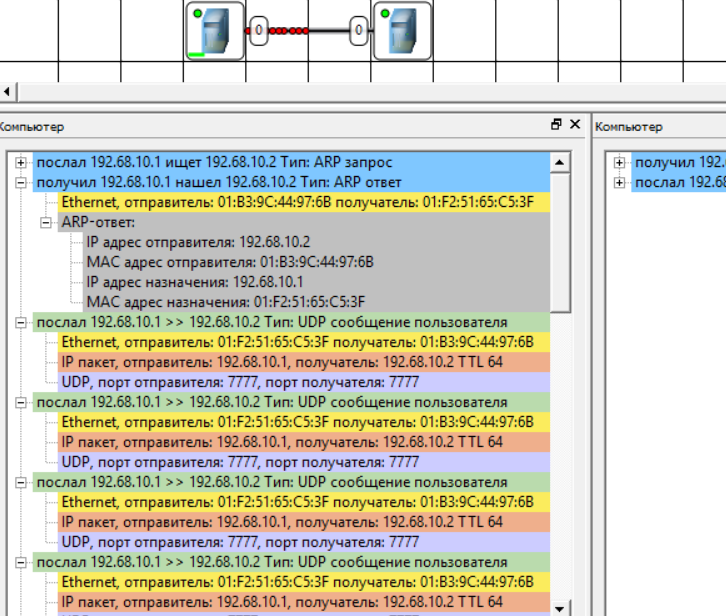 0 0
Компьютер
послал 192.68.10.1 ищет 192.68.10.2 Тип: ARP запрос
получил 192.68.10.1 нашел 192.68.10.2 Тип: ARP ответ
Ethernet, отправитель: 01:B3:9C:44:97:6B получатель: 01:F2:51:65:C5:3F
ARP-ответ:
IP адрес отправителя: 192.68.10.2
MAC адрес отправителя: 01:B3:9C:44:97:6B
IP адрес назначения: 192.68.10.1
MAC адрес назначения: 01:F2:51:65:C5:3F
послал 192.68.10.1 >> 192.68.10.2 Тип: UDP сообщение пользователя
Ethernet, отправитель: 01:F2:51:65:C5:3F получатель: 01:B3:9C:44:97:6B
IP пакет, отправитель: 192.68.10.1, получатель: 192.68.10.2 TTL 64
UDP, порт отправителя: 7777, порт получателя: 7777
послал 192.68.10.1 >> 192.68.10.2 Тип: UDP сообщение пользователя
Ethernet, отправитель: 01:F2:51:65:C5:3F получатель: 01:B3:9C:44:97:6B
IP пакет, отправитель: 192.68.10.1, получатель: 192.68.10.2 TTL 64
UDP, порт отправителя: 7777, порт получателя: 7777
послал 192.68.10.1 >> 192.68.10.2 Тип: UDP сообщение пользователя
Ethernet, отправитель: 01:F2:51:65:C5:3F получатель: 01:B3:9C:44:97:6B
IP пакет, отправитель: 192.68.10.1, получатель: 192.68.10.2 TTL 64
UDP, порт отправителя: 7777, порт получателя: 7777
послал 192.68.10.1 >> 192.68.10.2 Тип: UDP сообщение пользователя
Ethernet, отправитель: 01:F2:51:65:C5:3F получатель: 01:B3:9C:44:97:6B
IP пакет, отправитель: 192.68.10.1, получатель: 192.68.10.2 TTL 64
Компьютер
получил 192.
послал 192.68